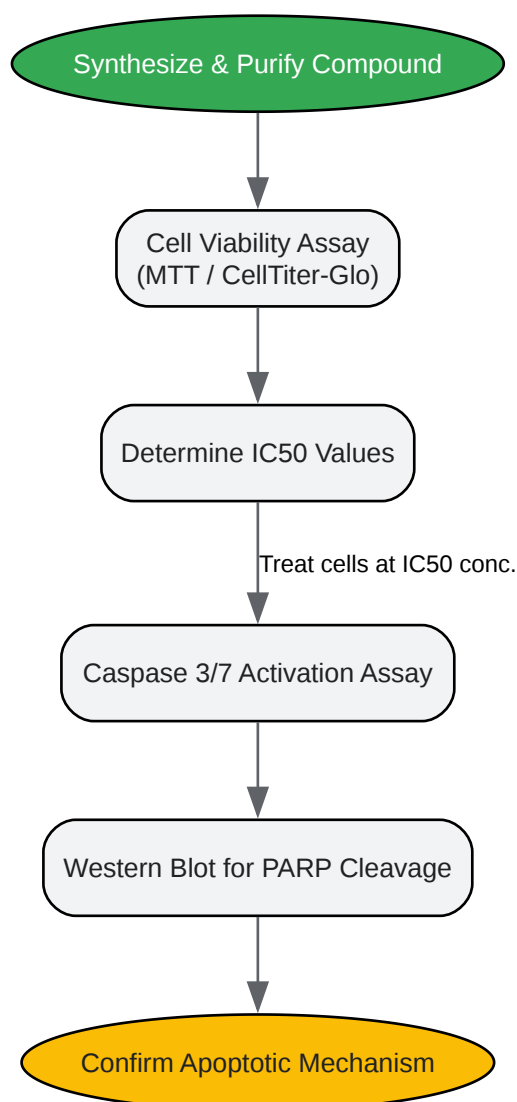 Synthesize & Purify Compound
Cell Viability Assay
(MTT / CellTiter-Glo)
Determine IC50 Values
Treat cells at IC50 conc.
Caspase 3/7 Activation Assay
Western Blot for PARP Cleavage
Confirm Apoptotic Mechanism